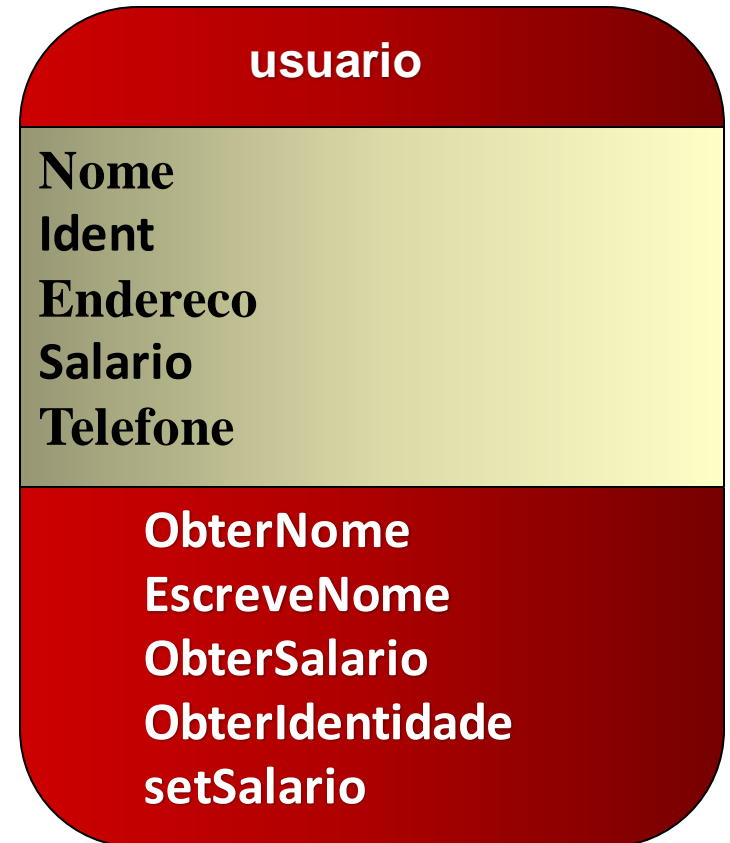 usuario
Nome
Ident
Endereco
Salario
Telefone
ObterNome
EscreveNome
ObterSalario
ObterIdentidade
setSalario